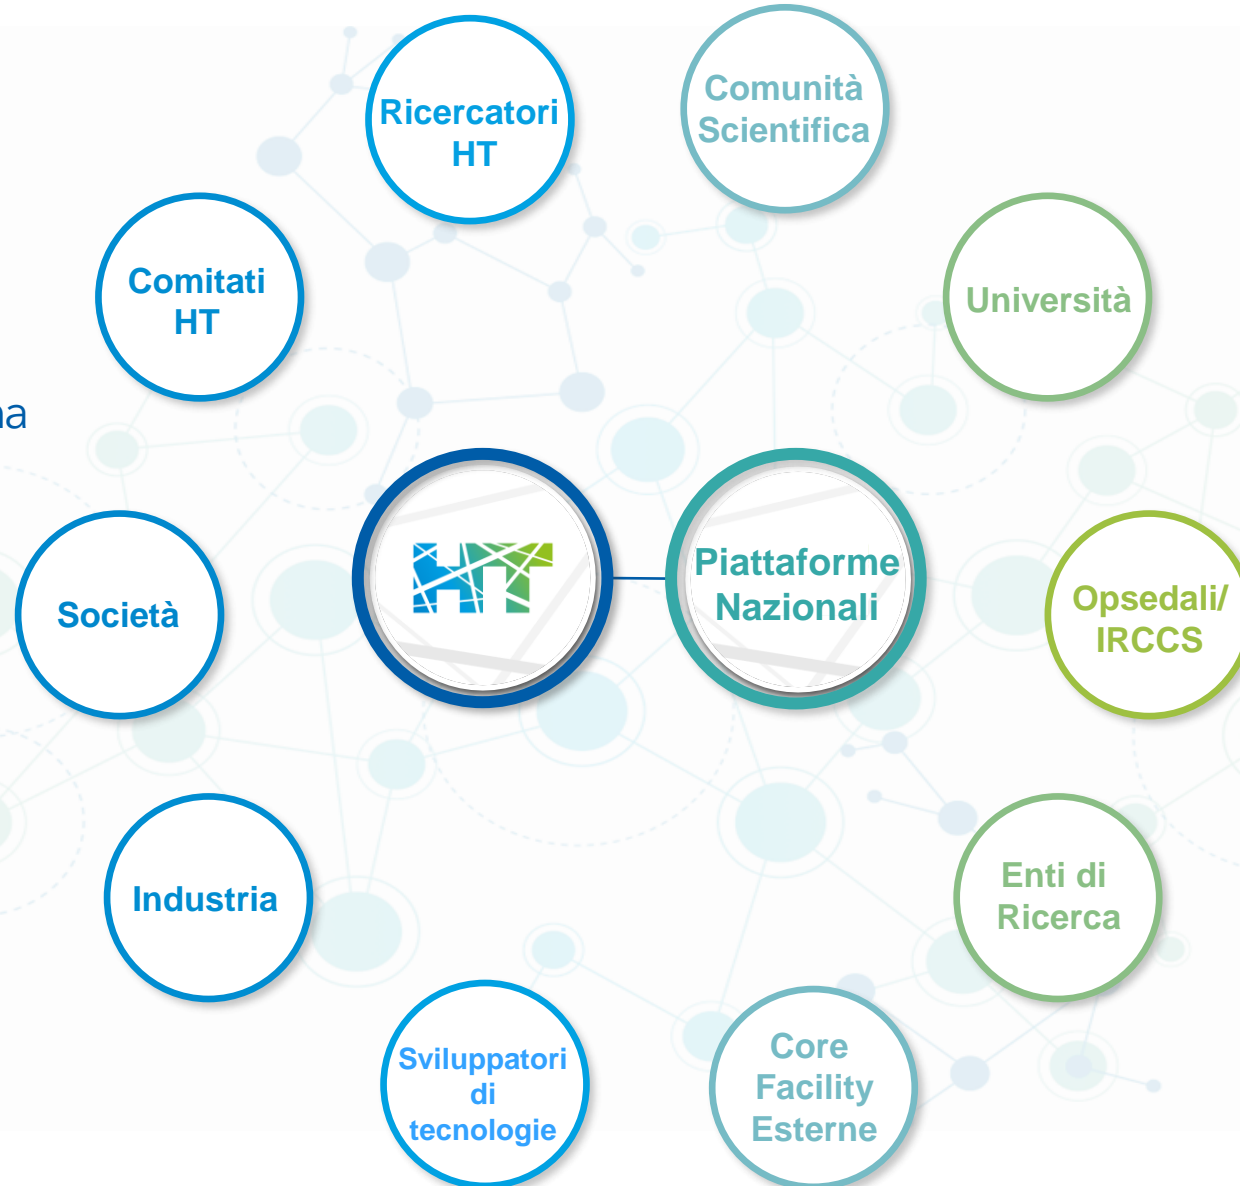 Comunità
Scientifica
Ricercatori
HT
Comitati
HT
Università
na
HT
Piattaforme
Nazionali
Società
Opsedali/
IRCCS
Industria
Enti di
Ricerca
Sviluppatori
di
tecnologie
Core
Facility
Esterne